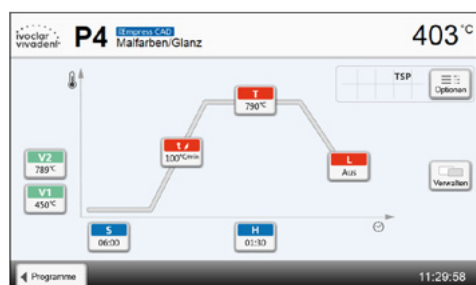 ivoclar
vivadent
P4
IPS Empress CAD
Malfarben/Glanz
403°C
TSP
Optionen
T
790°C
t
100°C/min
V2
789°C
L
Aus
Verwalten
V1
450°C
S
06:00
H
01:30
Programme
11:29:58